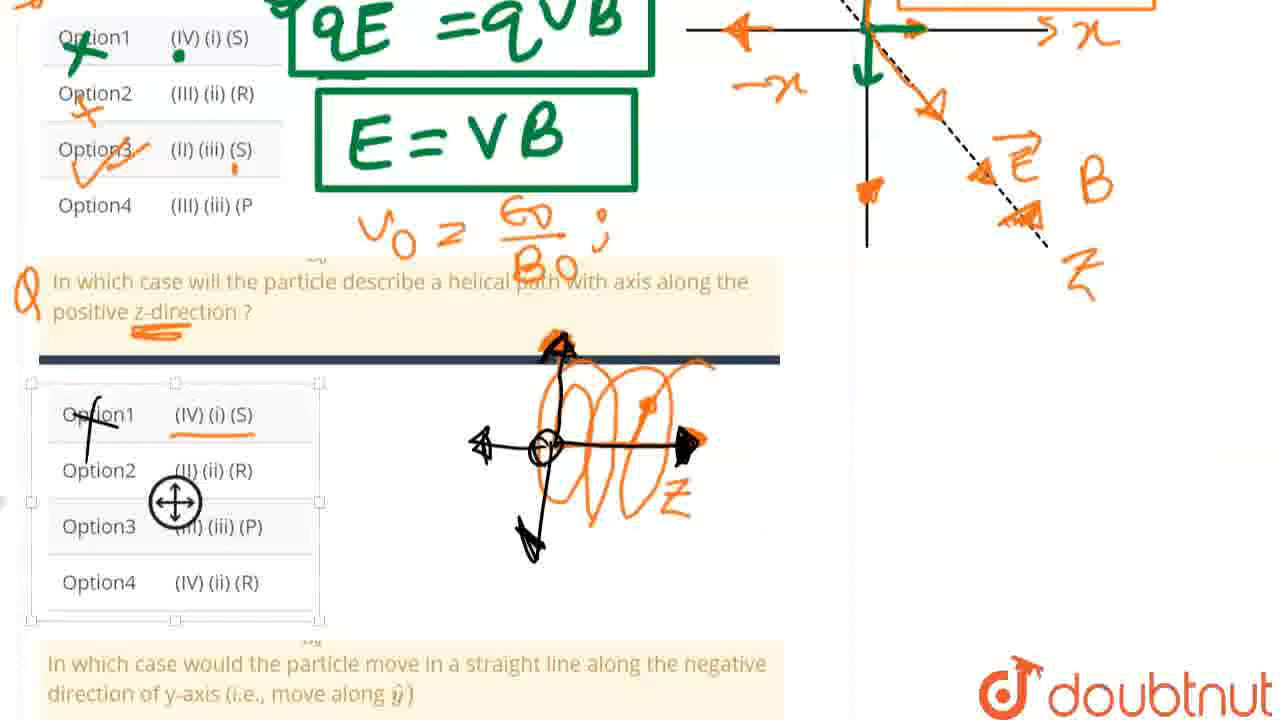 Option1 (IV) (i) (S)
Option2 (III) (ii) (R)
Option3 (II) (iii) (S)
Option4 (III) (iii) (P
qE = qVB
E = VB
v0 = E0/B0 ;
-x
x
E
B
Z
Q In which case will the particle describe a helical path with axis along the
positive z-direction ?
Option1 (IV) (i) (S)
Option2 (II) (ii) (R)
Option3 (iii) (P)
Option4 (IV) (ii) (R)
Z
In which case would the particle move in a straight line along the negative
direction of y-axis (i.e., move along ŷ)
doubtnut